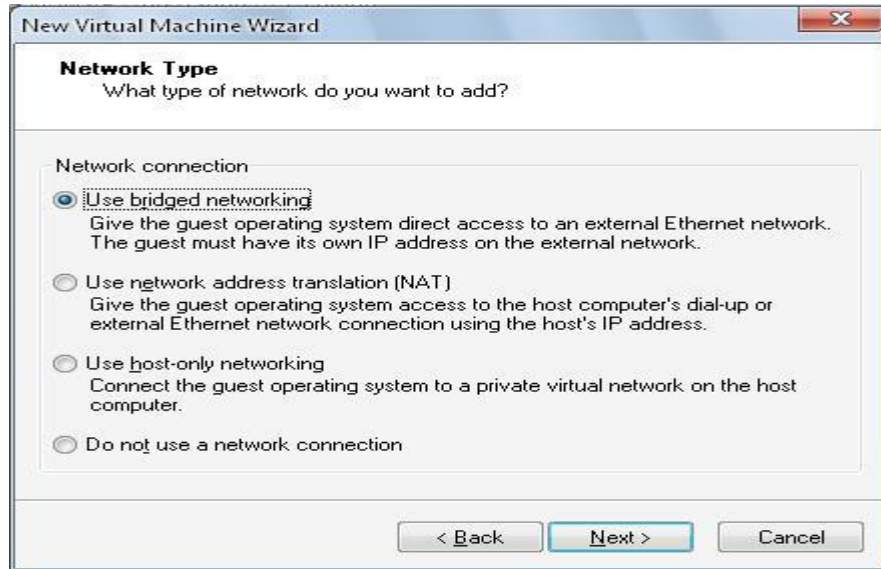 New Virtual Machine Wizard
Network Type
What type of network do you want to add?
Network connection
Use bridged networking
Give the guest operating system direct access to an external Ethernet network.
The guest must have its own IP address on the external network.
Use network address translation (NAT)
Give the guest operating system access to the host computer's dial-up or
external Ethernet network connection using the host's IP address.
Use host-only networking
Connect the guest operating system to a private virtual network on the host
computer.
Do not use a network connection
< Back
Next >
Cancel